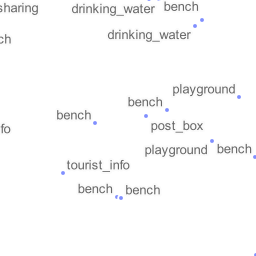 sharing
drinking_water
bench
drinking_water
ch
playground
bench
bench
post_box
fo
playground
bench
tourist_info
bench
bench